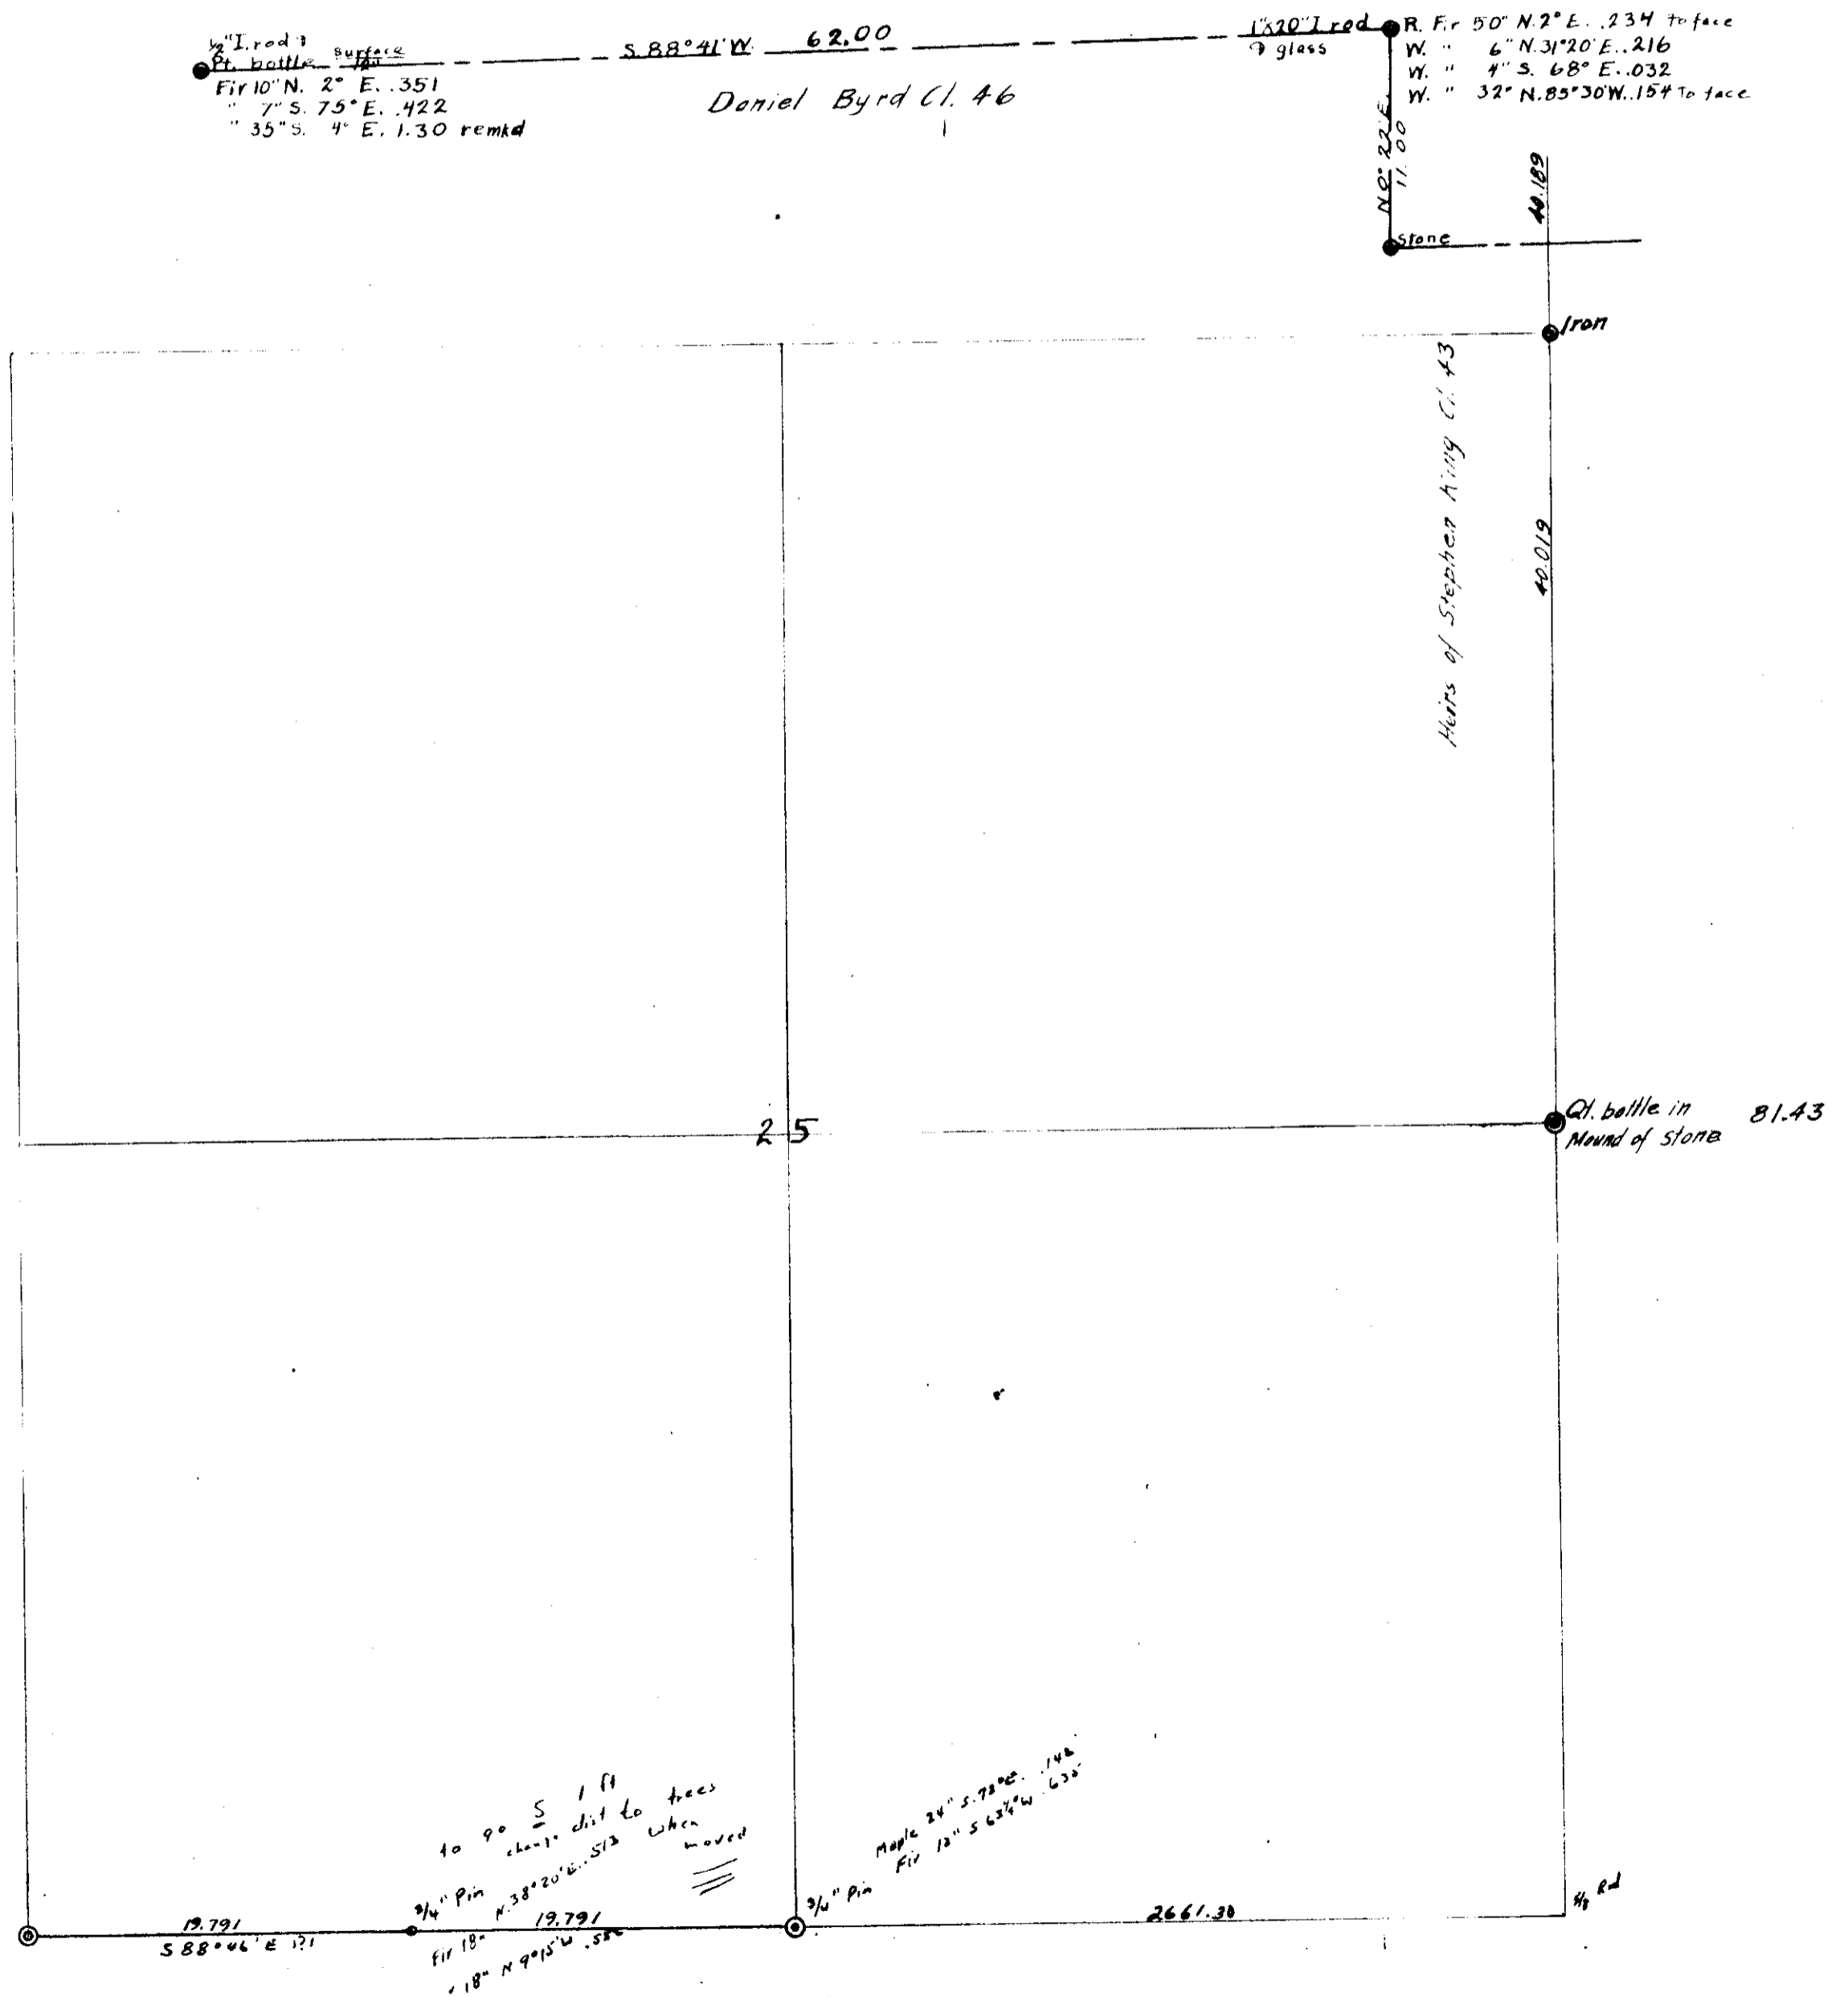 ½" I. rod &
Pt. bottle surface
Fir 10" N. 2° E. .351
" 7" S. 75° E. .422
" 35" S. 4° E. 1.30 remkd
S. 88° 41' W. 62.00
Daniel Byrd Cl. 46
1"x20" I rod
& glass
R. Fir 50" N. 2° E. .234 to face
W. " 6" N. 31° 20' E. .216
W. " 4" S. 68° E. .032
W. " 32" N. 85° 30' W. .154 To face
N 0° 22' E.
11.00
Stone
40.189
Iron
Heirs of Stephen King Cl. 43
40.019
25
Qt. bottle in
Mound of stone
81.43
to go S 1 ft
change dist to trees
when
moved
3/4" Pin
N. 38° 20' E. .513
Fir 18"
" 18" N 9° 15' W
19.791
S 88° 46' E
19.791
3/4" Pin
Maple 24" S. 78° E. .142
Fir 12" S 63¾° W .635
2661.30
5/8 Rod